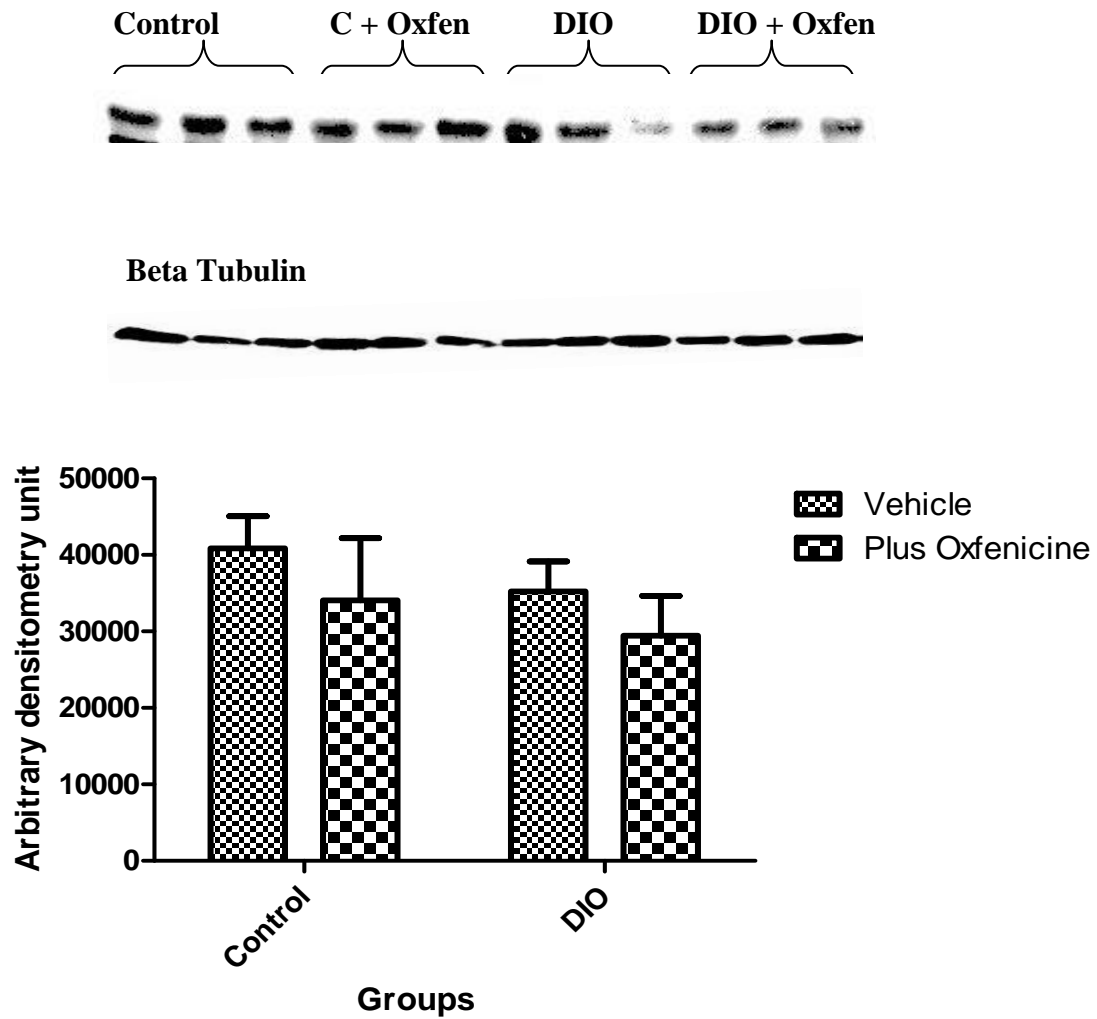 Control C + Oxfen DIO DIO + Oxfen
Beta Tubulin
50000
40000
30000
20000
10000
0
Arbitrary densitometry unit
Vehicle
Plus Oxfenicine
Control DIO
Groups